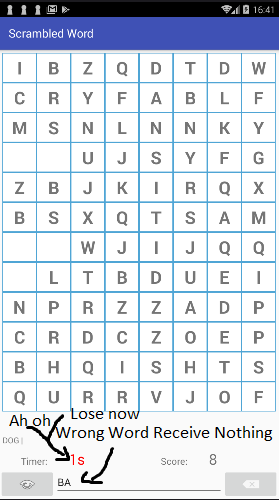 16:41
Scrambled Word
I B Z Q D T D W
C R Y F A B L F
M S N L N N K Y
U J S Y F G
Z B J K I R Q X
B S X Q T S A M
W J I J Q Q
L T B D U E I
N P R Z Z A D P
C R D C Z O E P
B H Q I S H T S
Q U R R V J O F
Ah oh Lose now
DOG | Wrong Word Receive Nothing
Timer: 1s Score: 8
BA